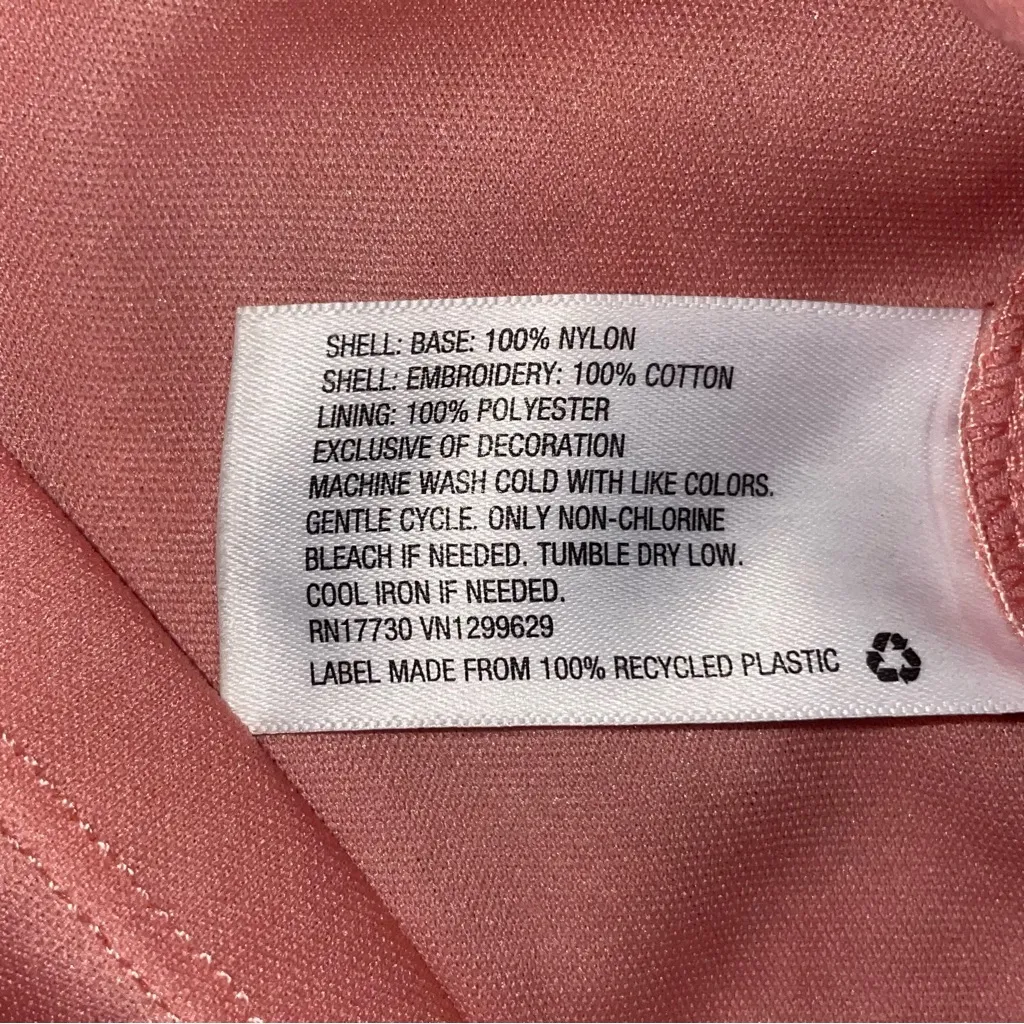 SHELL: BASE: 100% NYLON
SHELL: EMBROIDERY: 100% COTTON
LINING: 100% POLYESTER
EXCLUSIVE OF DECORATION
MACHINE WASH COLD WITH LIKE COLORS.
GENTLE CYCLE. ONLY NON-CHLORINE
BLEACH IF NEEDED. TUMBLE DRY LOW.
COOL IRON IF NEEDED.
RN17730 VN1299629
LABEL MADE FROM 100% RECYCLED PLASTIC